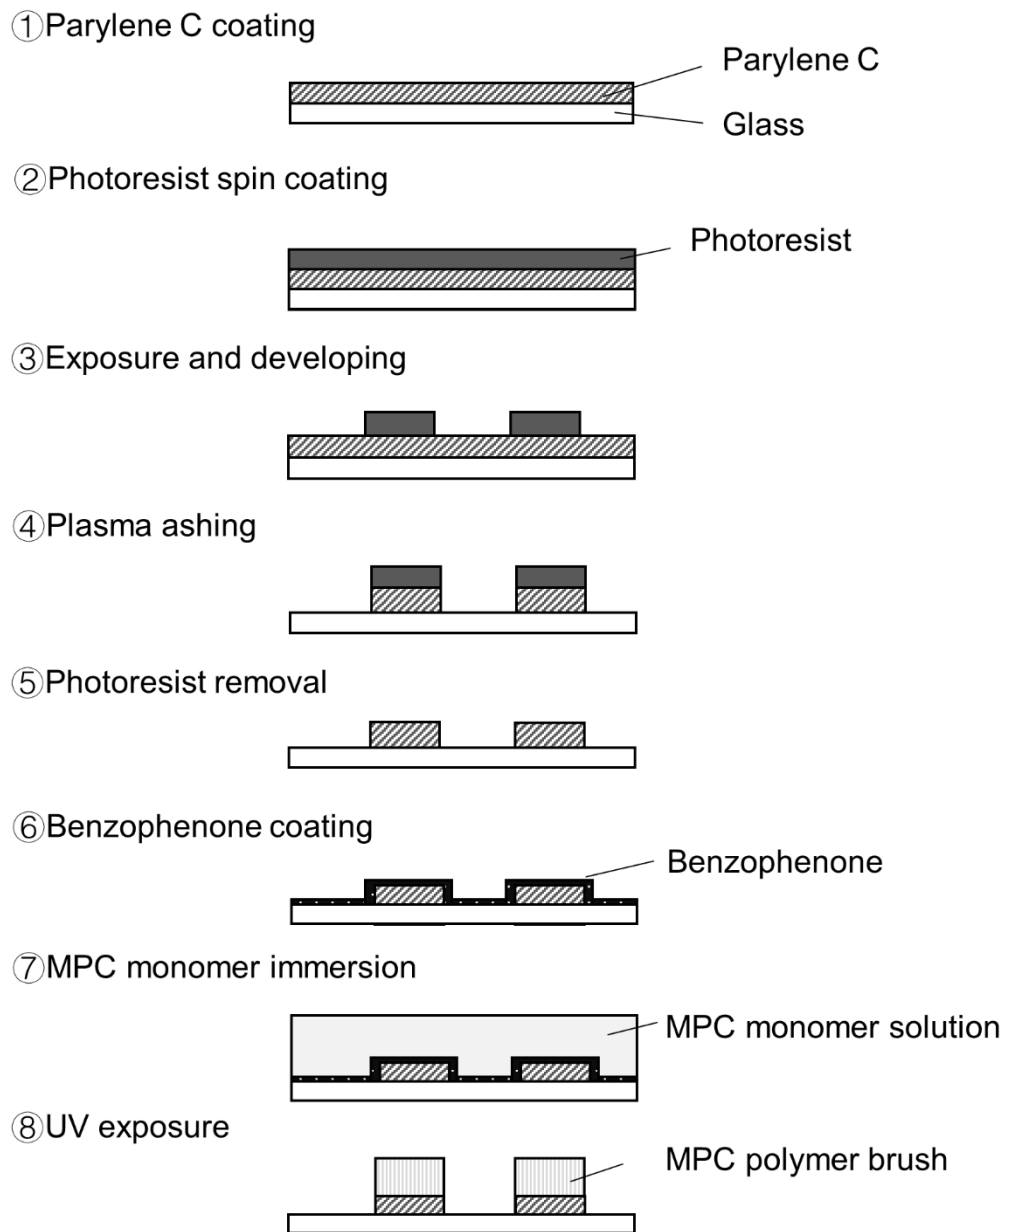 ①Parylene C coating
Parylene C
Glass
②Photoresist spin coating
Photoresist
③Exposure and developing
④Plasma ashing
⑤Photoresist removal
⑥Benzophenone coating
Benzophenone
⑦MPC monomer immersion
MPC monomer solution
⑧UV exposure
MPC polymer brush